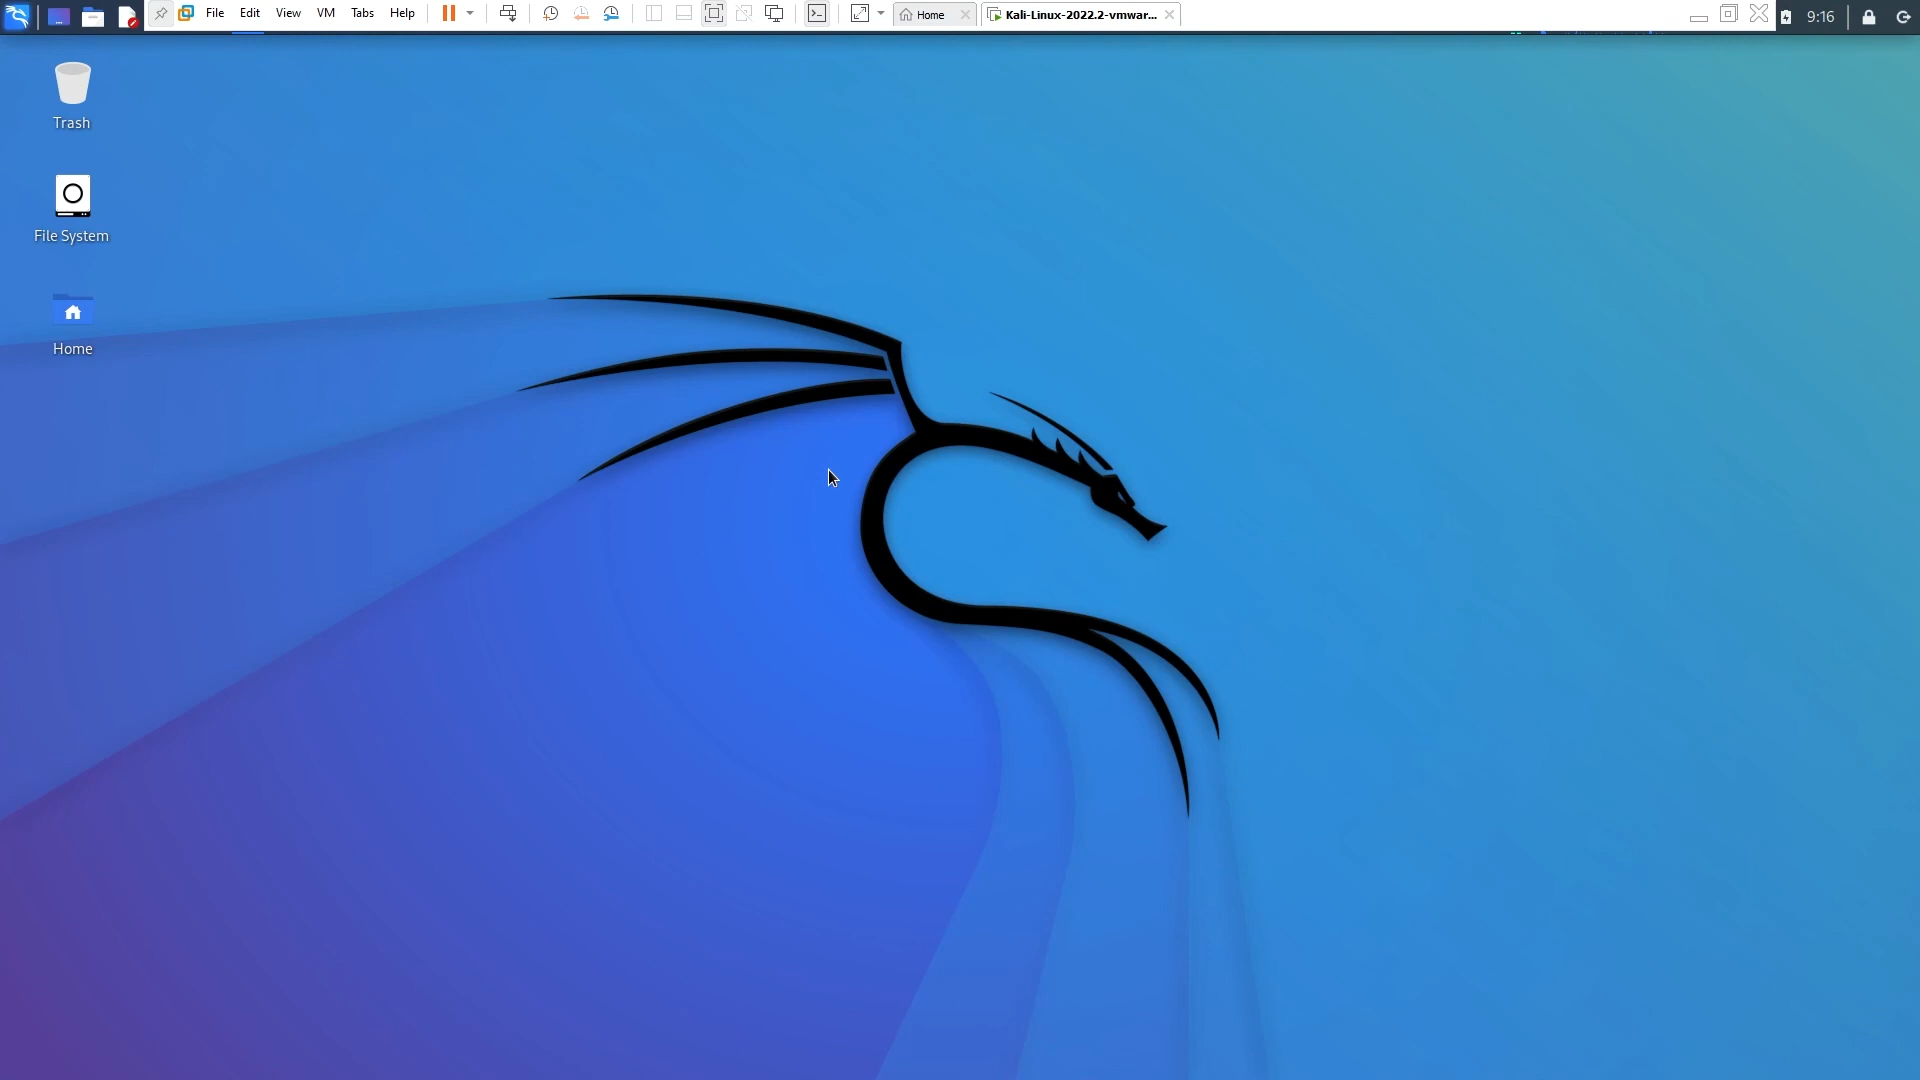 File Edit View VM Tabs Help Home Kali-Linux-2022.2-vmwar... 9:16
Trash
File System
Home